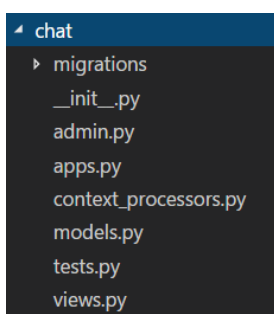 chat
migrations
__init__.py
admin.py
apps.py
context_processors.py
models.py
tests.py
views.py